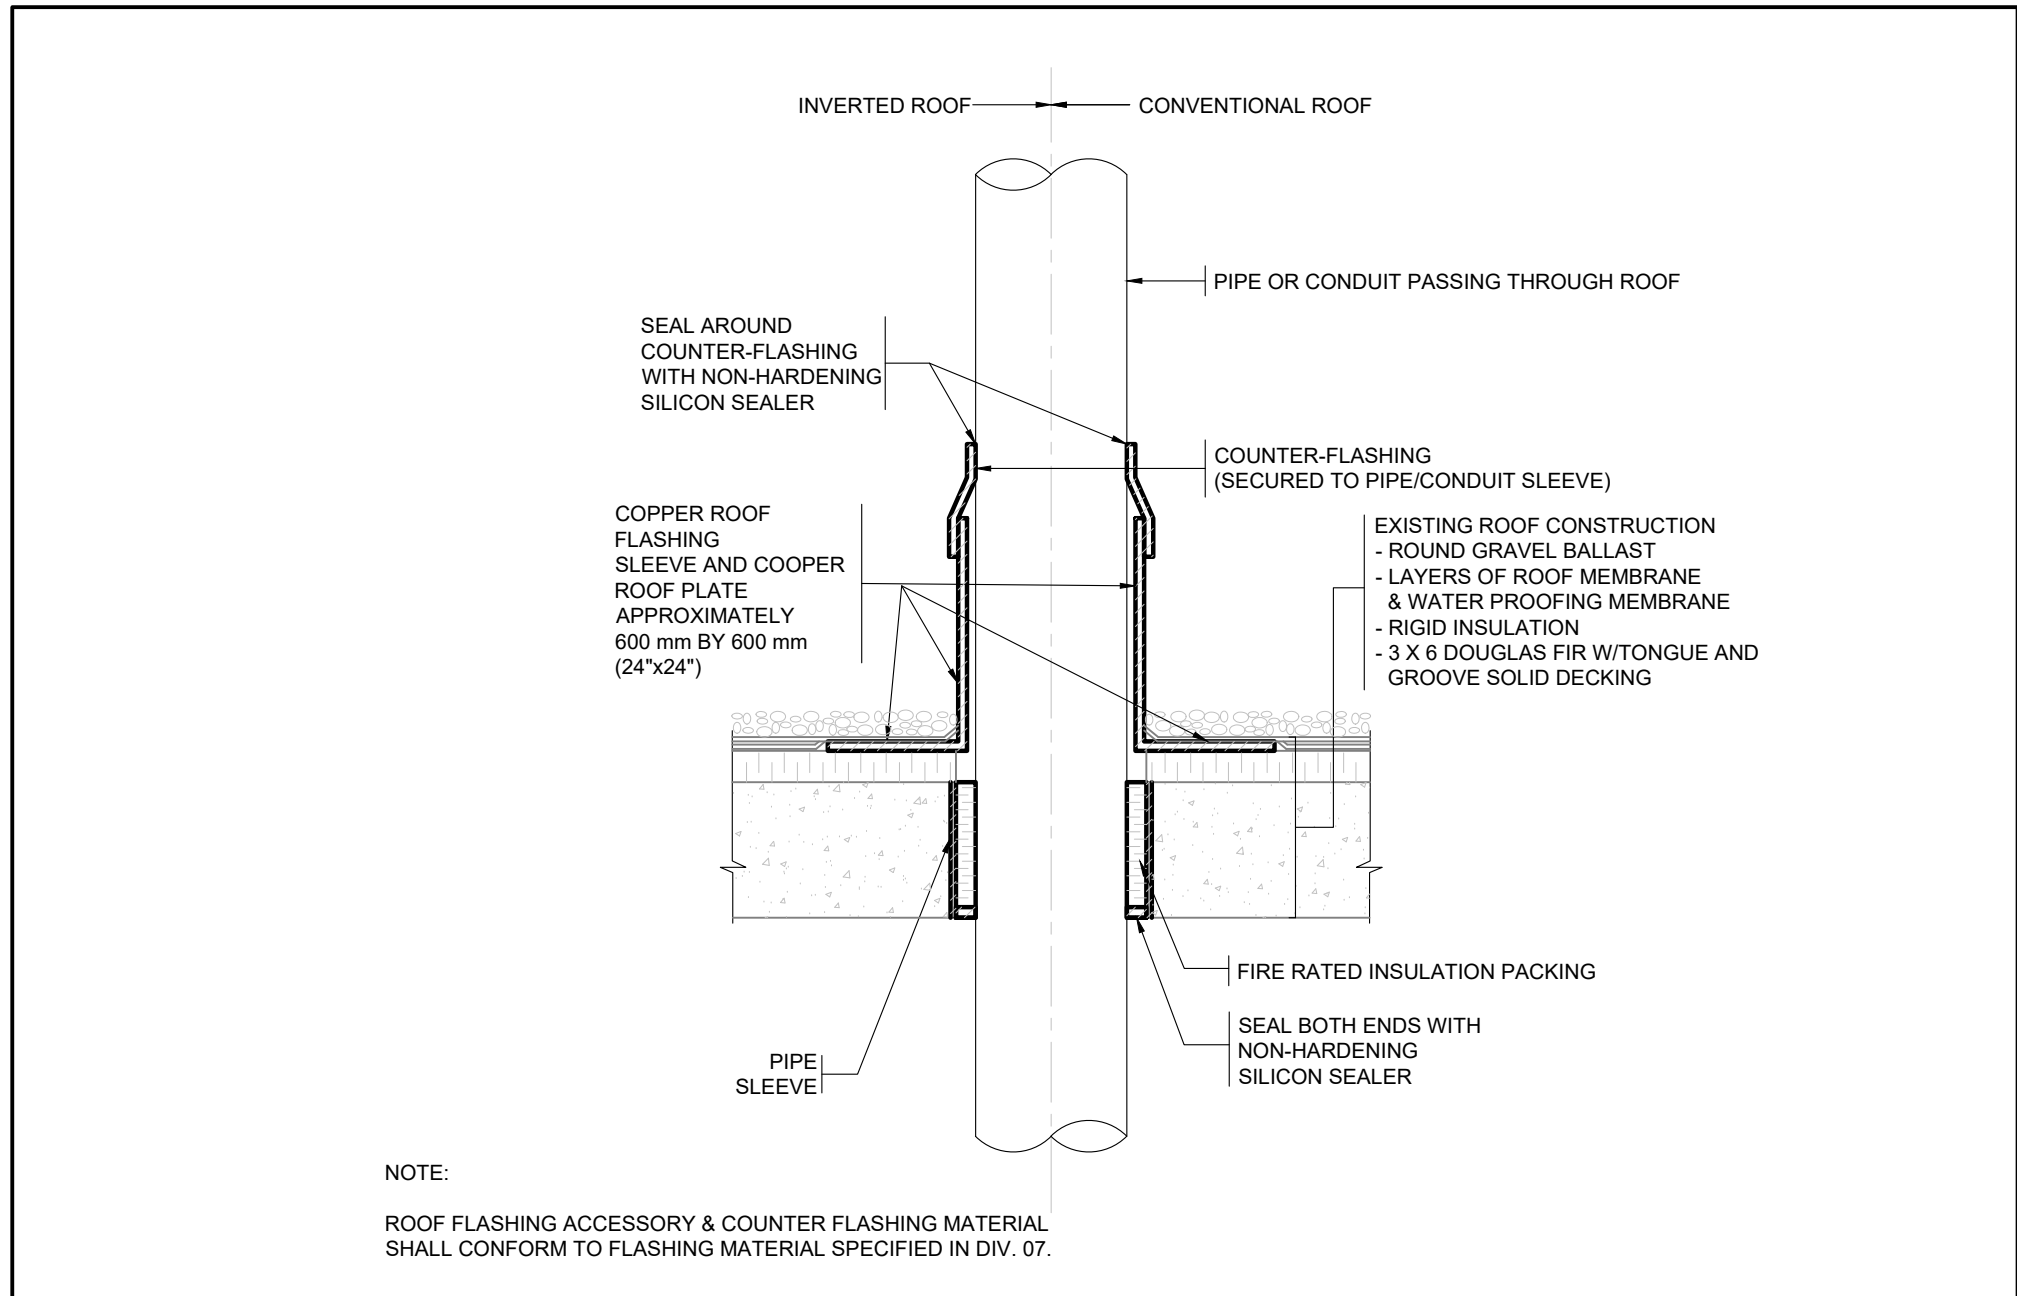 INVERTED ROOF
CONVENTIONAL ROOF
PIPE OR CONDUIT PASSING THROUGH ROOF
SEAL AROUND
COUNTER-FLASHING
WITH NON-HARDENING
SILICON SEALER
COUNTER-FLASHING
(SECURED TO PIPE/CONDUIT SLEEVE)
COPPER ROOF
FLASHING
SLEEVE AND COOPER
ROOF PLATE
APPROXIMATELY
600 mm BY 600 mm
(24"x24")
EXISTING ROOF CONSTRUCTION
- ROUND GRAVEL BALLAST
- LAYERS OF ROOF MEMBRANE
& WATER PROOFING MEMBRANE
- RIGID INSULATION
- 3 X 6 DOUGLAS FIR W/TONGUE AND
GROOVE SOLID DECKING
FIRE RATED INSULATION PACKING
SEAL BOTH ENDS WITH
NON-HARDENING
SILICON SEALER
PIPE
SLEEVE
NOTE:
ROOF FLASHING ACCESSORY & COUNTER FLASHING MATERIAL
SHALL CONFORM TO FLASHING MATERIAL SPECIFIED IN DIV. 07.